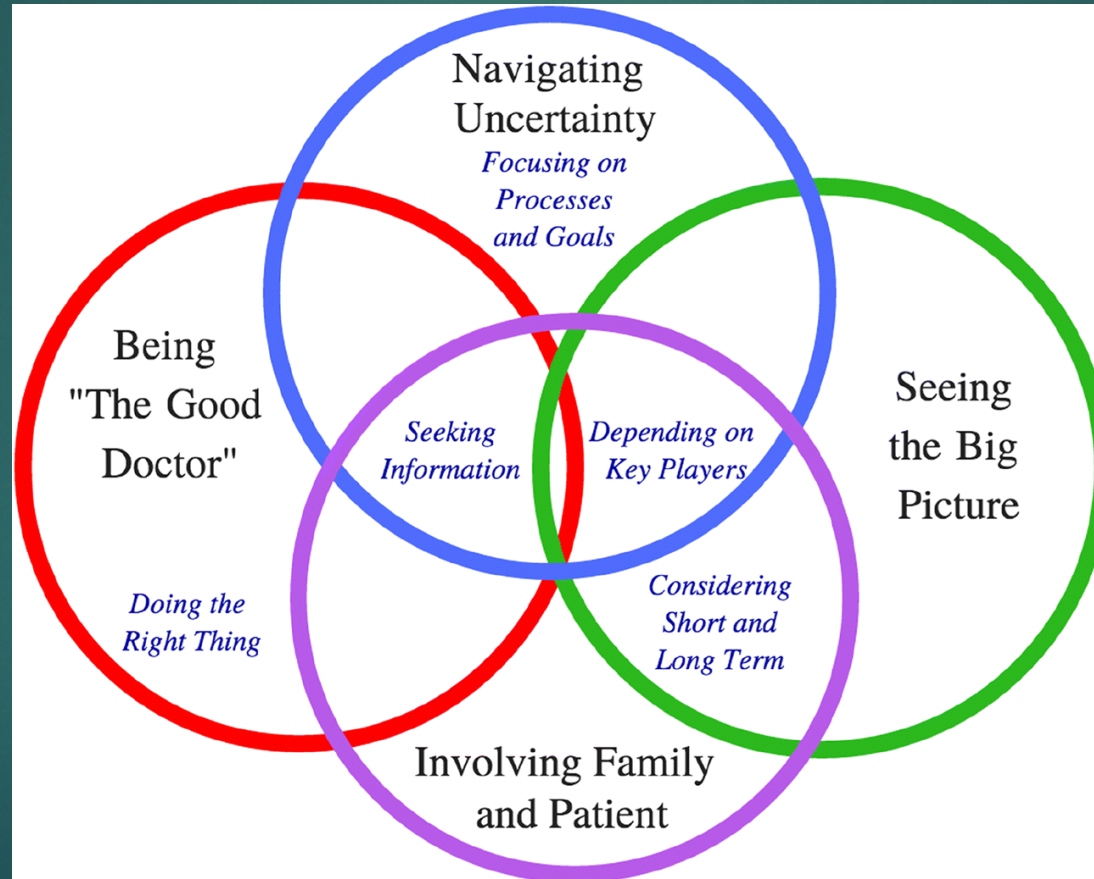 Navigating
Uncertainty
Focusing on
Processes
and Goals
Being
"The Good
Doctor"
Seeing
the Big
Picture
Seeking
Information
Depending on
Key Players
Doing the
Right Thing
Considering
Short and
Long Term
Involving Family
and Patient